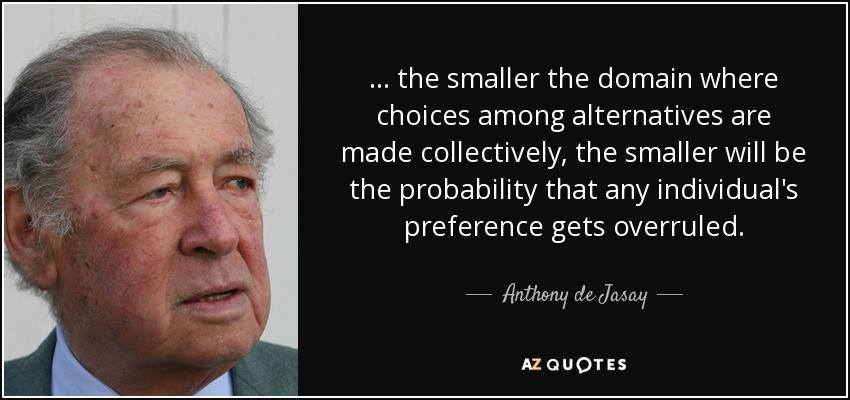 ... the smaller the domain where
choices among alternatives are
made collectively, the smaller will be
the probability that any individual's
preference gets overruled.
Anthony de Jasay
AZ QUOTES